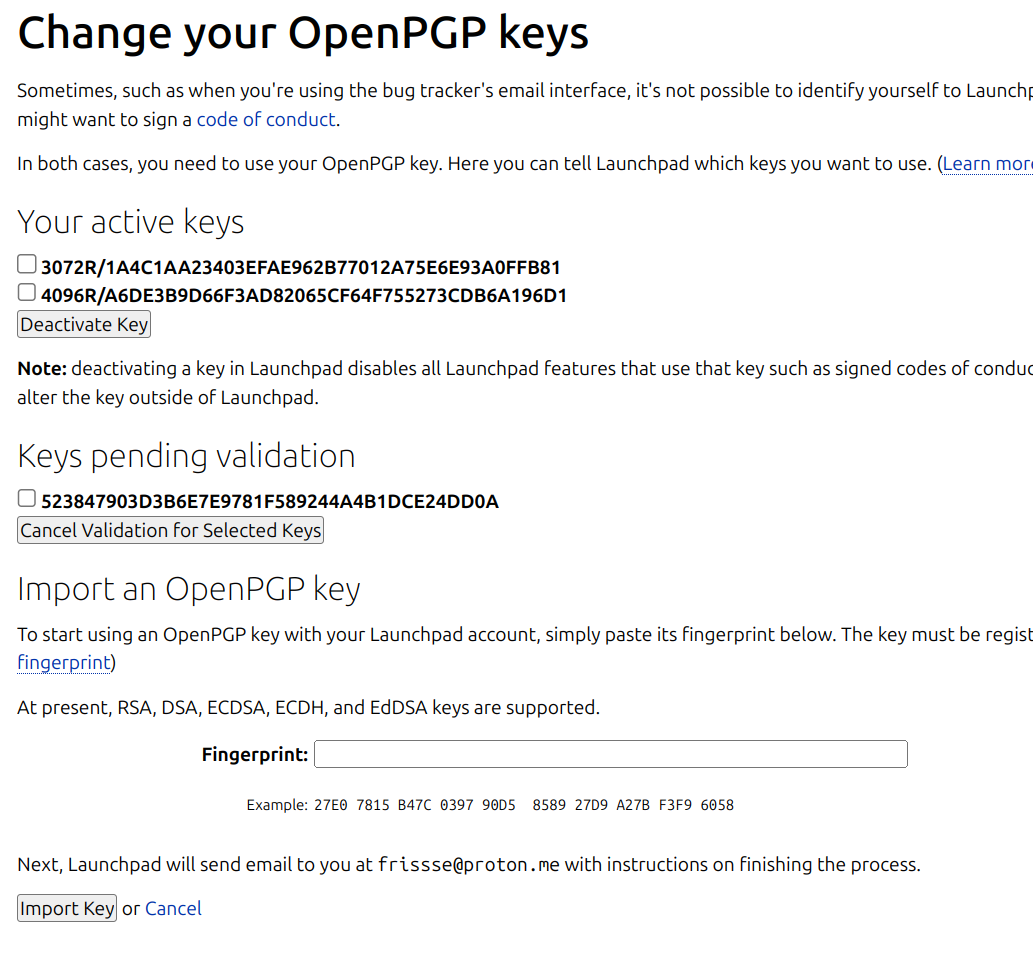 Change your OpenPGP keys
Sometimes, such as when you're using the bug tracker's email interface, it's not possible to identify yourself to Launchp
might want to sign a code of conduct.
In both cases, you need to use your OpenPGP key. Here you can tell Launchpad which keys you want to use. (Learn more
Your active keys
3072R/1A4C1AA23403EFAE962B77012A75E6E93A0FFB81
4096R/A6DE3B9D66F3AD82065CF64F755273CDB6A196D1
Deactivate Key
Note: deactivating a key in Launchpad disables all Launchpad features that use that key such as signed codes of conduc
alter the key outside of Launchpad.
Keys pending validation
523847903D3B6E7E9781F589244A4B1DCE24DD0A
Cancel Validation for Selected Keys
Import an OpenPGP key
To start using an OpenPGP key with your Launchpad account, simply paste its fingerprint below. The key must be regist
fingerprint)
At present, RSA, DSA, ECDSA, ECDH, and EdDSA keys are supported.
Fingerprint:
Example: 27E0 7815 B47C 0397 90D5  8589 27D9 A27B F3F9 6058
Next, Launchpad will send email to you at frissse@proton.me with instructions on finishing the process.
Import Key or Cancel